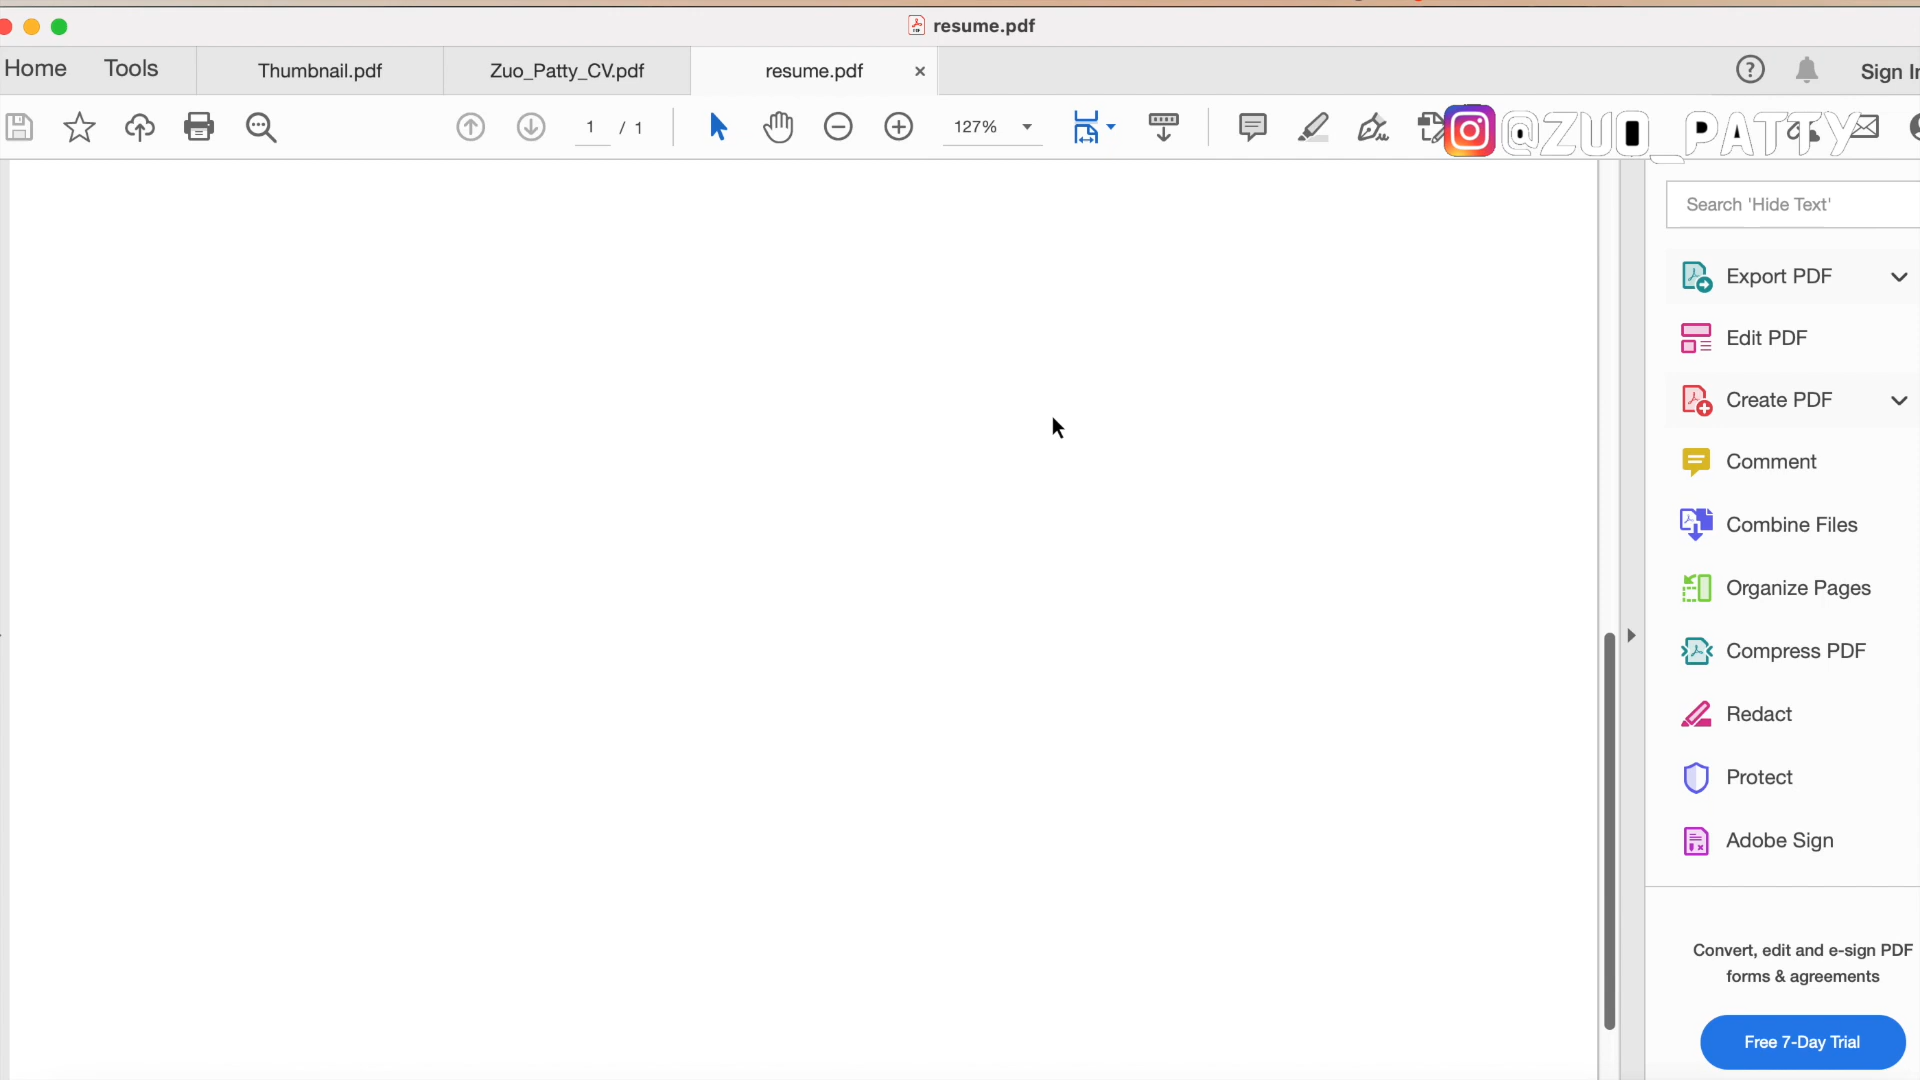 resume.pdf
Home
Tools
Thumbnail.pdf
Zuo_Patty_CV.pdf
resume.pdf
Sign In
1 / 1
127%
@ZUO_PATTY
Search 'Hide Text'
Export PDF
Edit PDF
Create PDF
Comment
Combine Files
Organize Pages
Compress PDF
Redact
Protect
Adobe Sign
Convert, edit and e-sign PDF
forms & agreements
Free 7-Day Trial